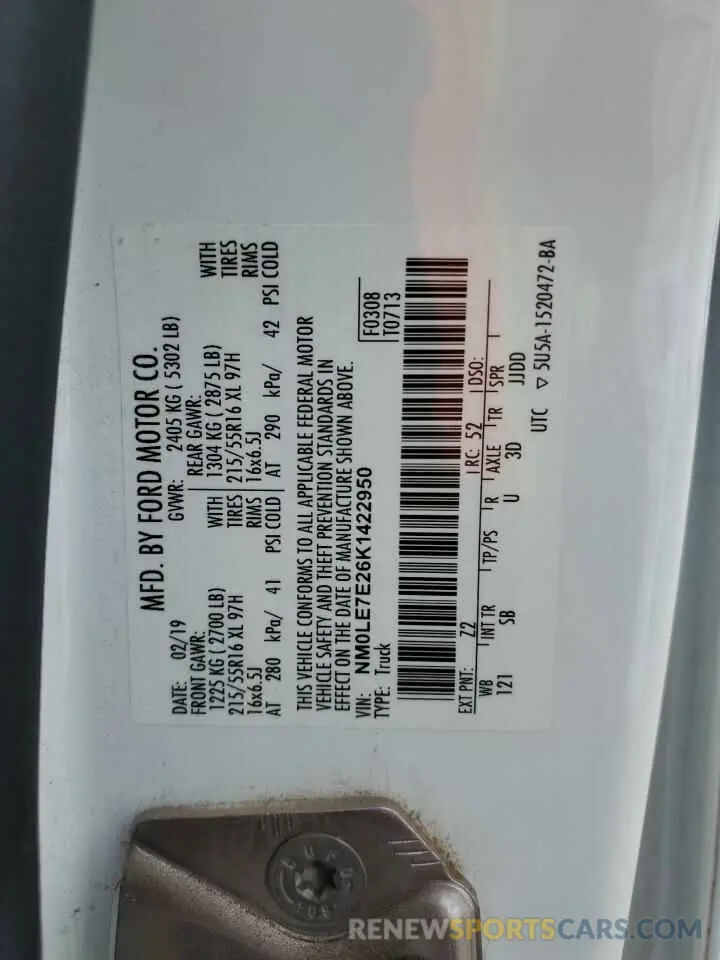 MFD. BY FORD MOTOR CO.
DATE: 02/19 GVWR: 2405 KG ( 5302 LB)
FRONT GAWR: REAR GAWR:
1225 KG ( 2700 LB) WITH 1304 KG ( 2875 LB) WITH
215/55R16 XL 97H TIRES 215/55R16 XL 97H TIRES
16x6.5J RIMS 16x6.5J RIMS
AT 280 kPa/ 41 PSI COLD AT 290 kPa/ 42 PSI COLD
THIS VEHICLE CONFORMS TO ALL APPLICABLE FEDERAL MOTOR
VEHICLE SAFETY AND THEFT PREVENTION STANDARDS IN
EFFECT ON THE DATE OF MANUFACTURE SHOWN ABOVE.
VIN: NM0LE7E26K1422950 F0308
TYPE: Truck T0713
EXT PNT: Z2 RC: 52 DSO:
WB INT TR TP/PS R AXLE TR SPR
121 SB U 3D JJDD
UTC ▽ 5U5A-1520472-BA
RENEWSPORTSCARS.COM